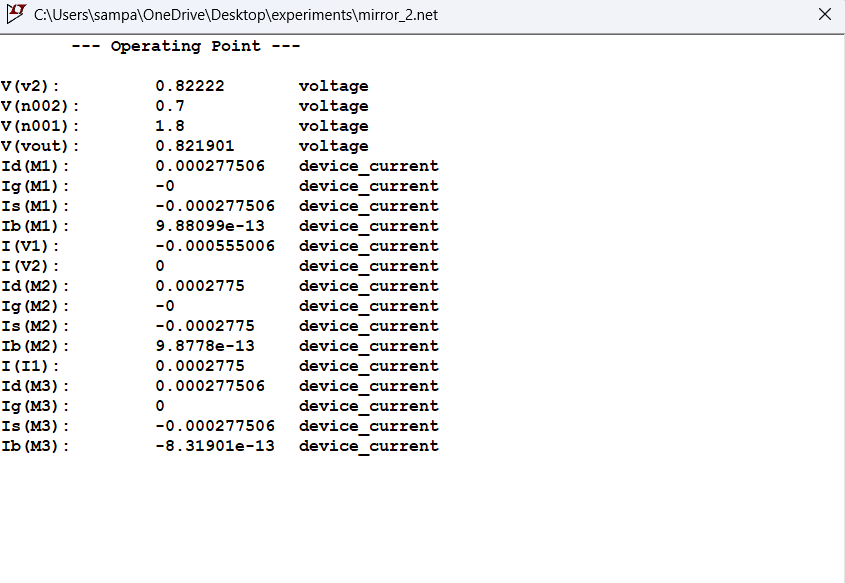 C:\Users\sampa\OneDrive\Desktop\experiments\mirror_2.net
--- Operating Point ---
V(v2): 0.82222 voltage
V(n002): 0.7 voltage
V(n001): 1.8 voltage
V(vout): 0.821901 voltage
Id(M1): 0.000277506 device_current
Ig(M1): -0 device_current
Is(M1): -0.000277506 device_current
Ib(M1): 9.88099e-13 device_current
I(V1): -0.000555006 device_current
I(V2): 0 device_current
Id(M2): 0.0002775 device_current
Ig(M2): -0 device_current
Is(M2): -0.0002775 device_current
Ib(M2): 9.8778e-13 device_current
I(I1): 0.0002775 device_current
Id(M3): 0.000277506 device_current
Ig(M3): 0 device_current
Is(M3): -0.000277506 device_current
Ib(M3): -8.31901e-13 device_current